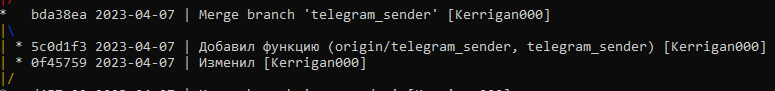 * bda38ea 2023-04-07 | Merge branch 'telegram_sender' [Kerrigan000]
|\
| * 5c0d1f3 2023-04-07 | Добавил функцию (origin/telegram_sender, telegram_sender) [Kerrigan000]
| * 0f45759 2023-04-07 | Изменил [Kerrigan000]
|/